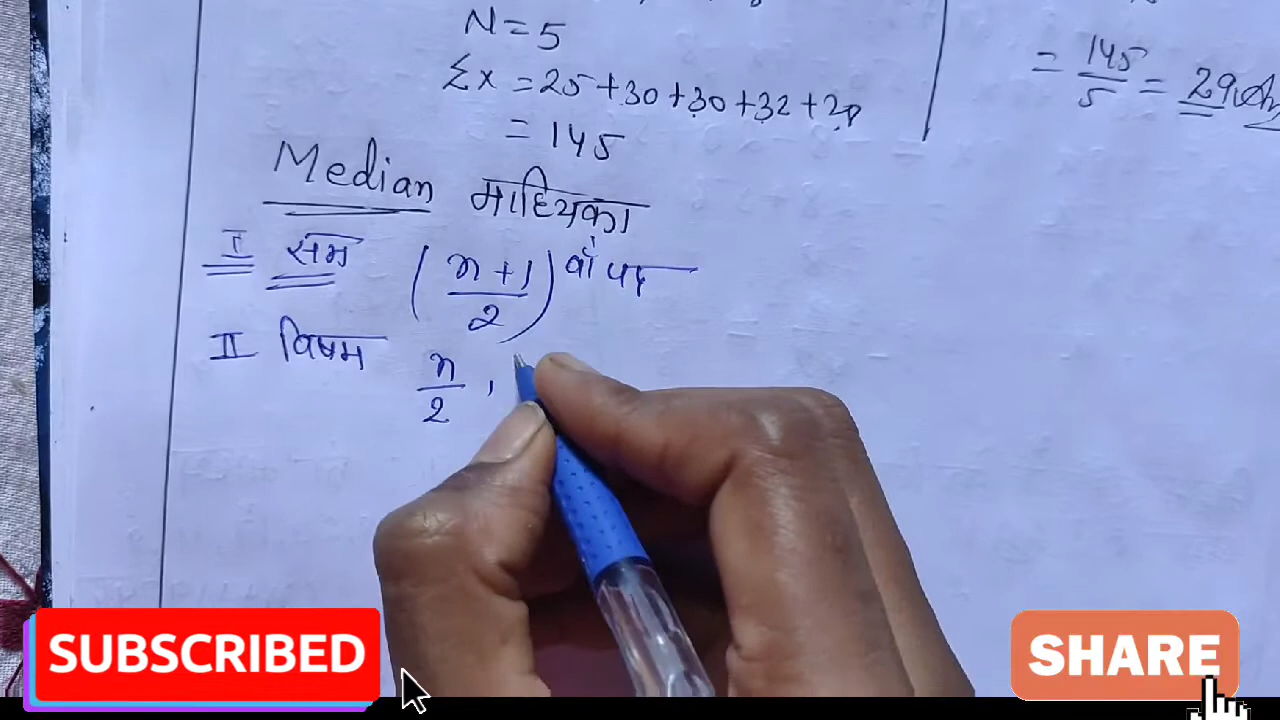 N = 5
Σx = 25 + 30 + 30 + 32 + 28
= 145
= 145/5 = 29
Median माध्यिका
I सम (n + 1 / 2) वाँ पद
II विषम n/2 ,
SUBSCRIBED
SHARE